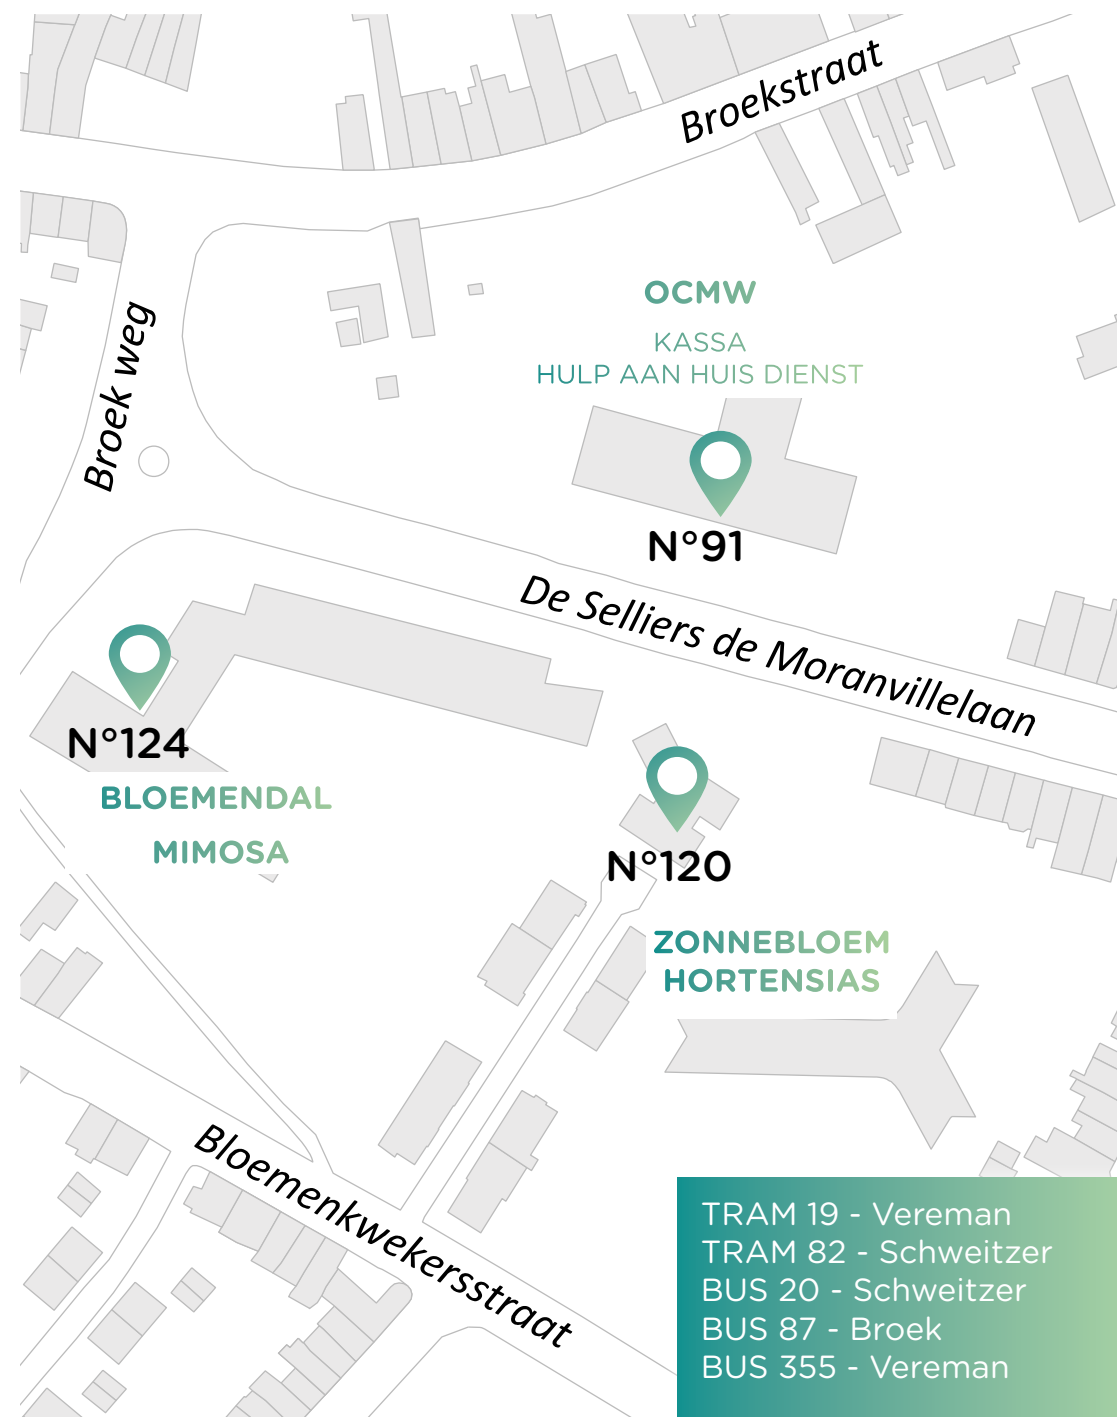 Broekstraat
OCMW
KASSA
HULP AAN HUIS DIENST
Broek weg
N°91
De Selliers de Moranvillelaan
N°124
BLOEMENDAL
MIMOSA
N°120
ZONNEBLOEM
HORTENSIAS
Bloemenkwekersstraat
TRAM 19 - Vereman
TRAM 82 - Schweitzer
BUS 20 - Schweitzer
BUS 87 - Broek
BUS 355 - Vereman